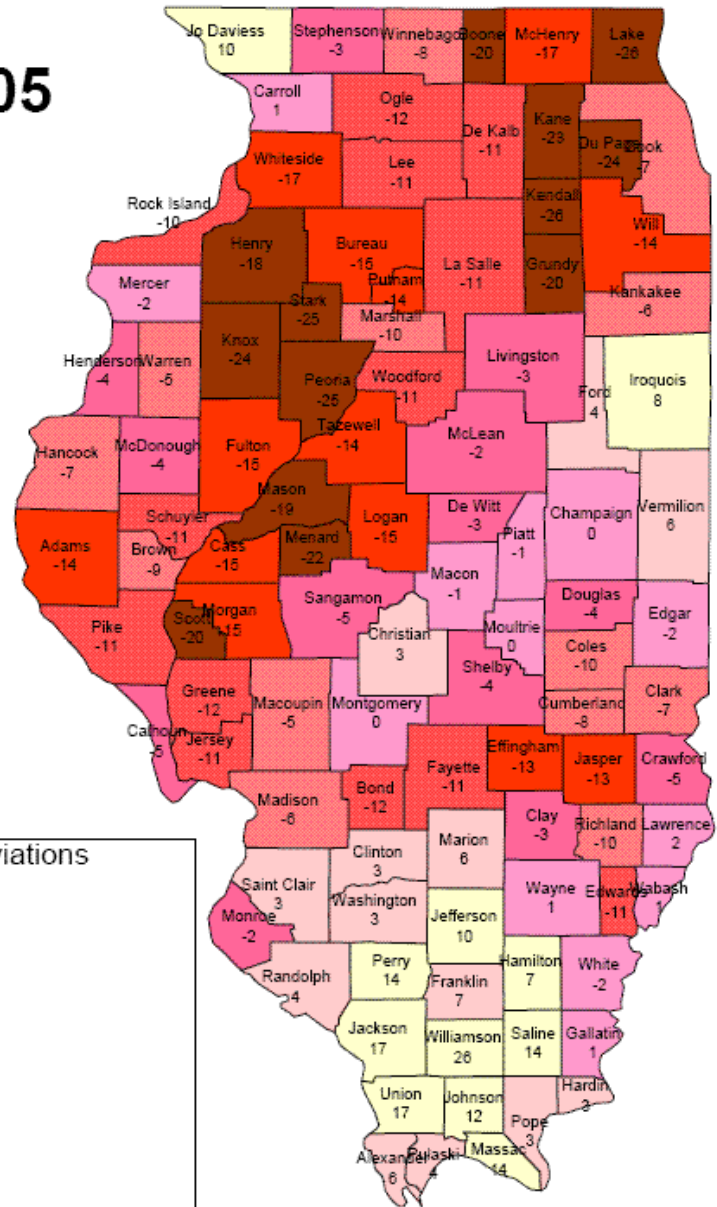 05
Jo Daviess
10
Stephenson
-3
Winnebago
-8
Boone
-20
McHenry
-17
Lake
-26
Carroll
1
Ogle
-12
De Kalb
-11
Kane
-23
Du Page
-24
Cook
-7
Whiteside
-17
Lee
-11
Kendall
-26
Rock Island
-10
Henry
-18
Bureau
-15
Putnam
-14
La Salle
-11
Grundy
-20
Will
-14
Mercer
-2
Stark
-25
Marshall
-10
Kankakee
-6
Henderson
-4
Warren
-5
Knox
-24
Peoria
-25
Woodford
-11
Livingston
-3
Ford
4
Iroquois
8
Hancock
-7
McDonough
-4
Fulton
-15
Tazewell
-14
McLean
-2
Mason
-19
Schuyler
-11
Adams
-14
Brown
-9
Cass
-15
Menard
-22
Logan
-15
De Witt
-3
Piatt
-1
Champaign
0
Vermilion
6
Macon
-1
Pike
-11
Scott
-20
Morgan
-15
Sangamon
-5
Christian
3
Moultrie
0
Douglas
-4
Edgar
-2
Coles
-10
Shelby
-4
Greene
-12
Macoupin
-5
Montgomery
0
Cumberland
-8
Clark
-7
Calhoun
-5
Jersey
-11
Fayette
-11
Effingham
-13
Jasper
-13
Crawford
-5
Madison
-6
Bond
-12
Clay
-3
Richland
-10
Lawrence
2
viations
Clinton
3
Marion
6
Saint Clair
3
Washington
3
Wayne
1
Edwards
-11
Wabash
1
Monroe
-2
Jefferson
10
Randolph
4
Perry
14
Franklin
7
Hamilton
7
White
-2
Jackson
17
Williamson
26
Saline
14
Gallatin
1
Union
17
Johnson
12
Pope
3
Hardin
3
Alexander
6
Pulaski
4
Massac
14